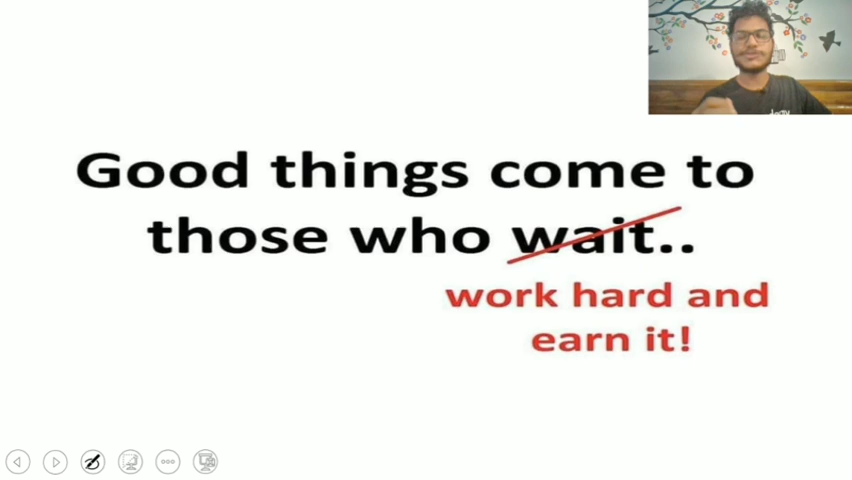 Good things come to
those who wait..
work hard and
earn it!